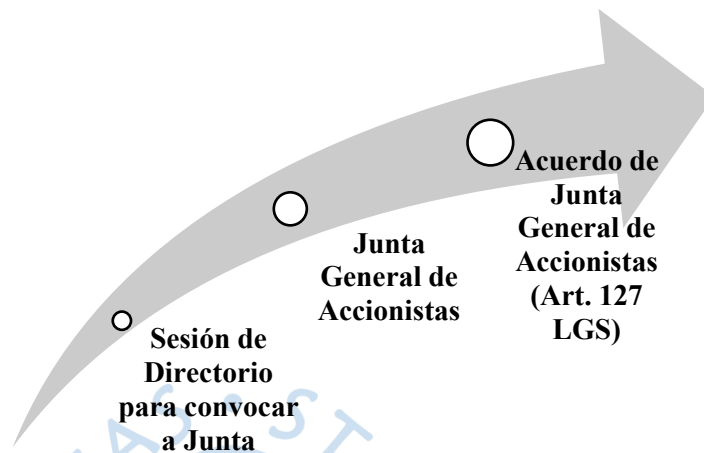 Acuerdo de
Junta
General de
Accionistas
(Art. 127
LGS)
Junta
General de
Accionistas
Sesión de
Directorio
para convocar
a Junta